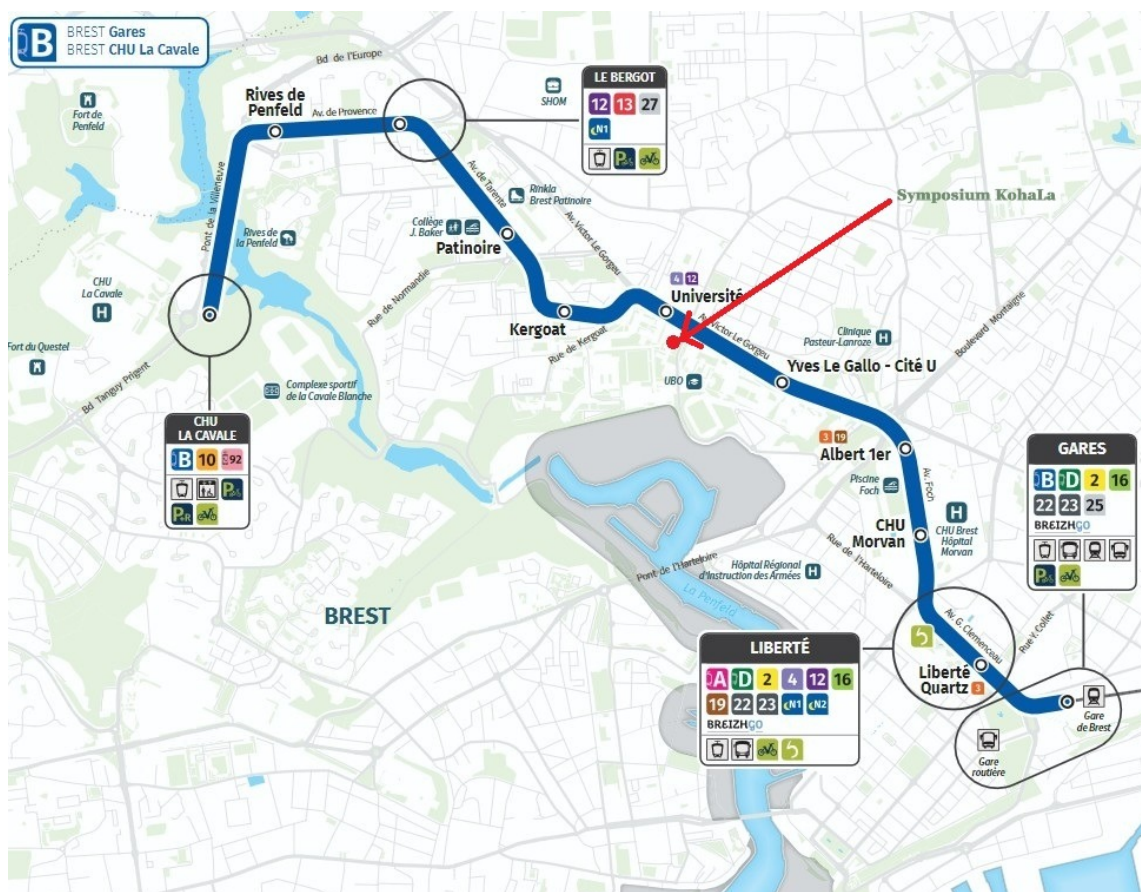 B BREST Gares
BREST CHU La Cavale
Bd de l'Europe
Fort de
Penfeld
Rives de
Penfeld
Av. de Provence
SHOM
LE BERGOT
12 13 27
N1
P
Pont de la Villeneuve
Av. de Tarente
Rinkla
Brest Patinoire
Symposium KohaLa
Collège
J. Baker
Patinoire
Av. Victor Le Gorgeu
Rives de
la Penfeld
CHU
La Cavale
H
Rue de Normandie
4 12
Université
Kergoat
Rue de Kergoat
Av. Victor Le Gorgeu
Clinique
Pasteur-Lanroze
H
Boulevard Montaigne
Fort du Questel
Bd Tanguy Prigent
Complexe sportif
de la Cavale Blanche
UBO
Yves Le Gallo - Cité U
CHU
LA CAVALE
B 10 92
P
P+R
3 19
Albert 1er
Av. Foch
Piscine
Foch
CHU
Morvan
H
CHU Brest
Hôpital
Morvan
GARES
B D 2 16
22 23 25
BREIZHGO
P
Rue de l'Harteloire
Pont de l'Harteloire
Hôpital Régional
d'Instruction des Armées
H
La Penfeld
BREST
Av. G. Clemenceau
Rue Y. Collet
LIBERTÉ
A D 2 4 12 16
19 22 23 N1 N2
BREIZHGO
Liberté
Quartz 3
Gare
de Brest
Gare
routière